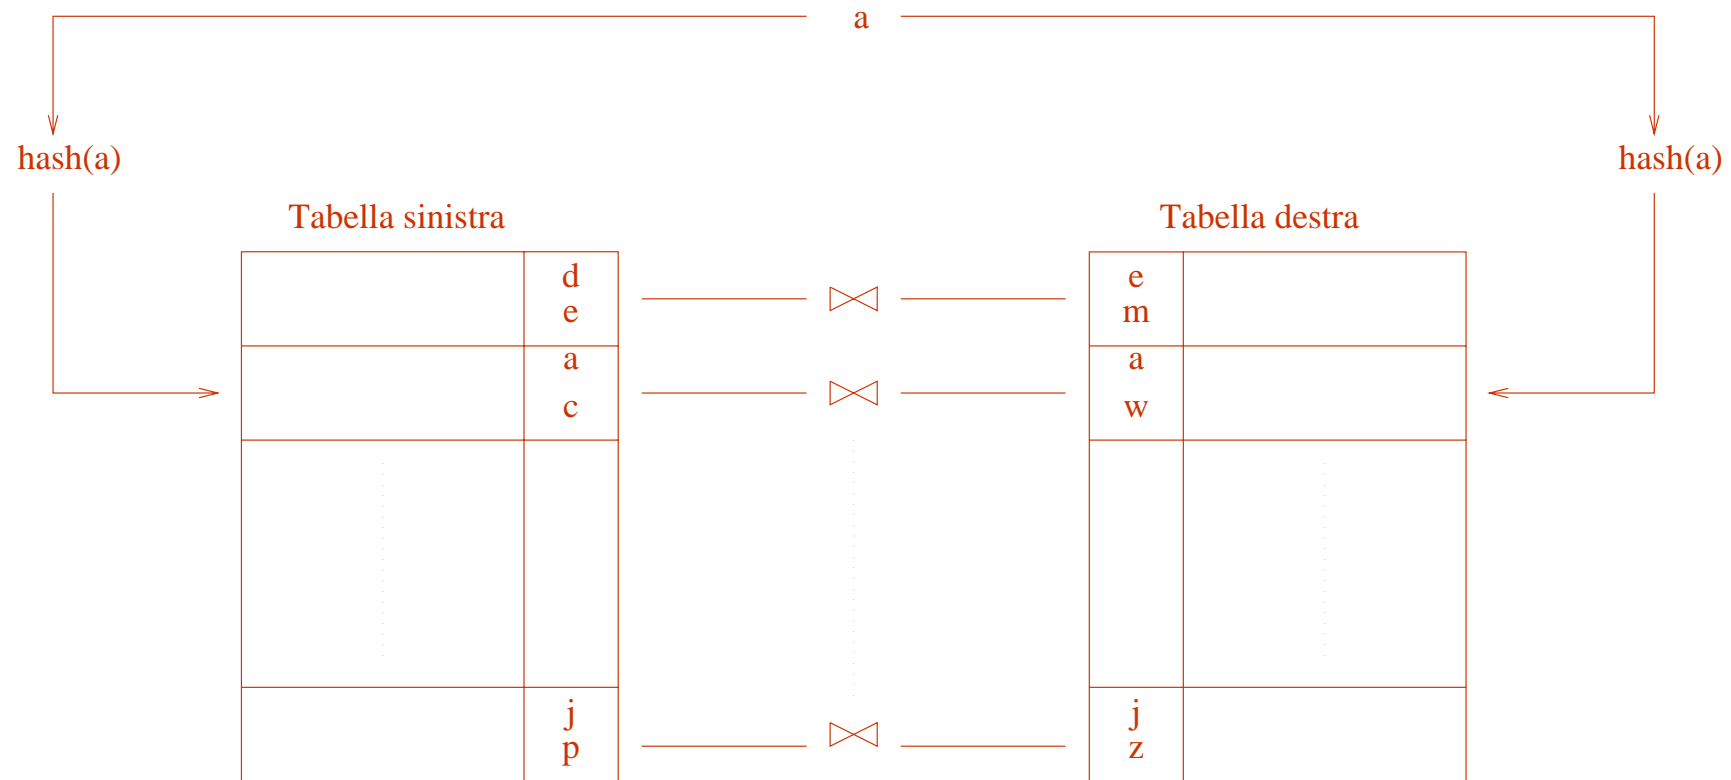 a
hash(a) hash(a)
Tabella sinistra Tabella destra
d e
e m
a a
c w
j j
p z